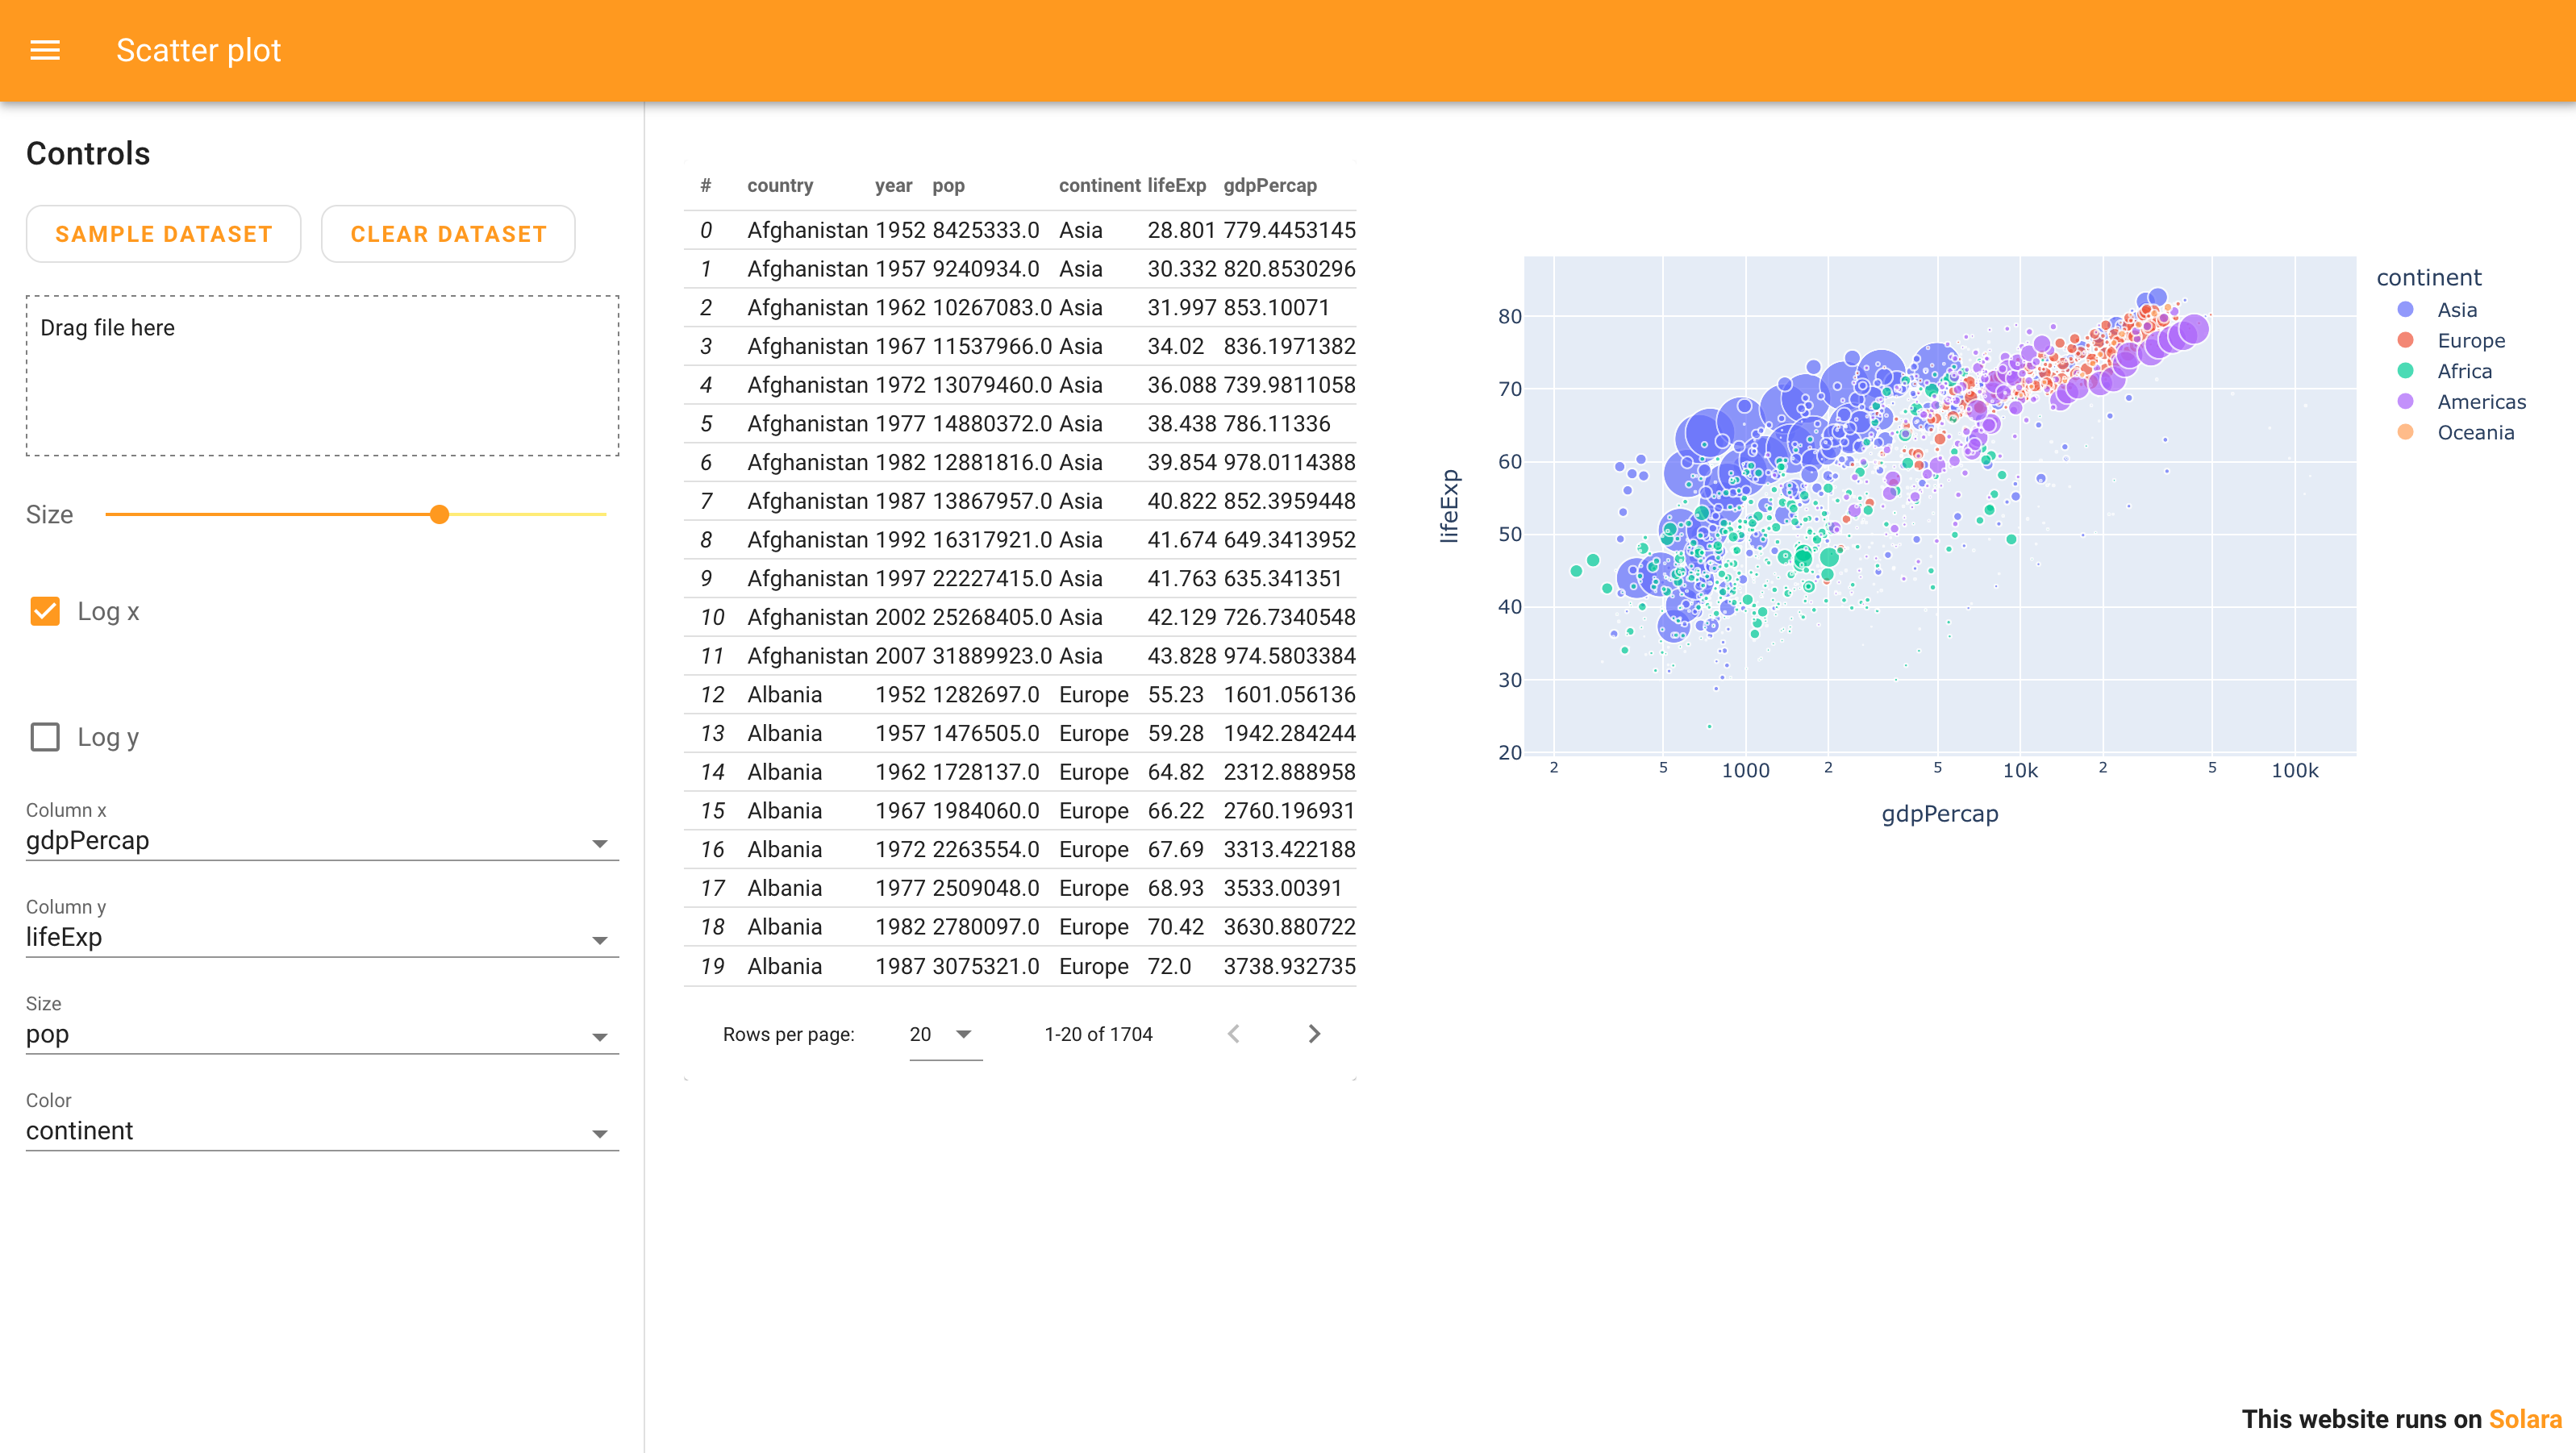 Scatter plot
Controls
SAMPLE DATASET CLEAR DATASET
Drag file here
Size
Log x
Log y
Column x
gdpPercap
Column y
lifeExp
Size
pop
Color
continent
# country year pop continent lifeExp gdpPercap
0 Afghanistan 1952 8425333.0 Asia 28.801 779.4453145
1 Afghanistan 1957 9240934.0 Asia 30.332 820.8530296
2 Afghanistan 1962 10267083.0 Asia 31.997 853.10071
3 Afghanistan 1967 11537966.0 Asia 34.02 836.1971382
4 Afghanistan 1972 13079460.0 Asia 36.088 739.9811058
5 Afghanistan 1977 14880372.0 Asia 38.438 786.11336
6 Afghanistan 1982 12881816.0 Asia 39.854 978.0114388
7 Afghanistan 1987 13867957.0 Asia 40.822 852.3959448
8 Afghanistan 1992 16317921.0 Asia 41.674 649.3413952
9 Afghanistan 1997 22227415.0 Asia 41.763 635.341351
10 Afghanistan 2002 25268405.0 Asia 42.129 726.7340548
11 Afghanistan 2007 31889923.0 Asia 43.828 974.5803384
12 Albania 1952 1282697.0 Europe 55.23 1601.056136
13 Albania 1957 1476505.0 Europe 59.28 1942.284244
14 Albania 1962 1728137.0 Europe 64.82 2312.888958
15 Albania 1967 1984060.0 Europe 66.22 2760.196931
16 Albania 1972 2263554.0 Europe 67.69 3313.422188
17 Albania 1977 2509048.0 Europe 68.93 3533.00391
18 Albania 1982 2780097.0 Europe 70.42 3630.880722
19 Albania 1987 3075321.0 Europe 72.0 3738.932735
Rows per page: 20 1-20 of 1704
continent
Asia
Europe
Africa
Americas
Oceania
80
70
60
50
40
30
20
lifeExp
2 5 1000 2 5 10k 2 5 100k
gdpPercap
This website runs on Solara